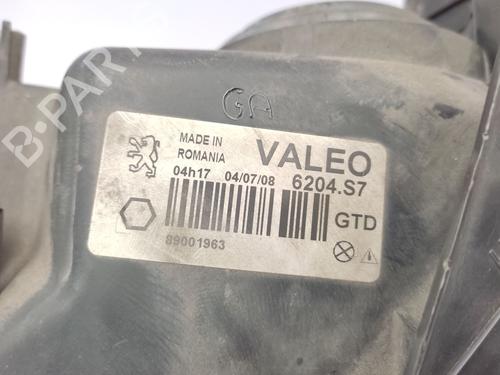 B-PARTS
GA
MADE IN
ROMANIA
VALEO
04h17 04/07/08
6204.S7
GTD
89001963